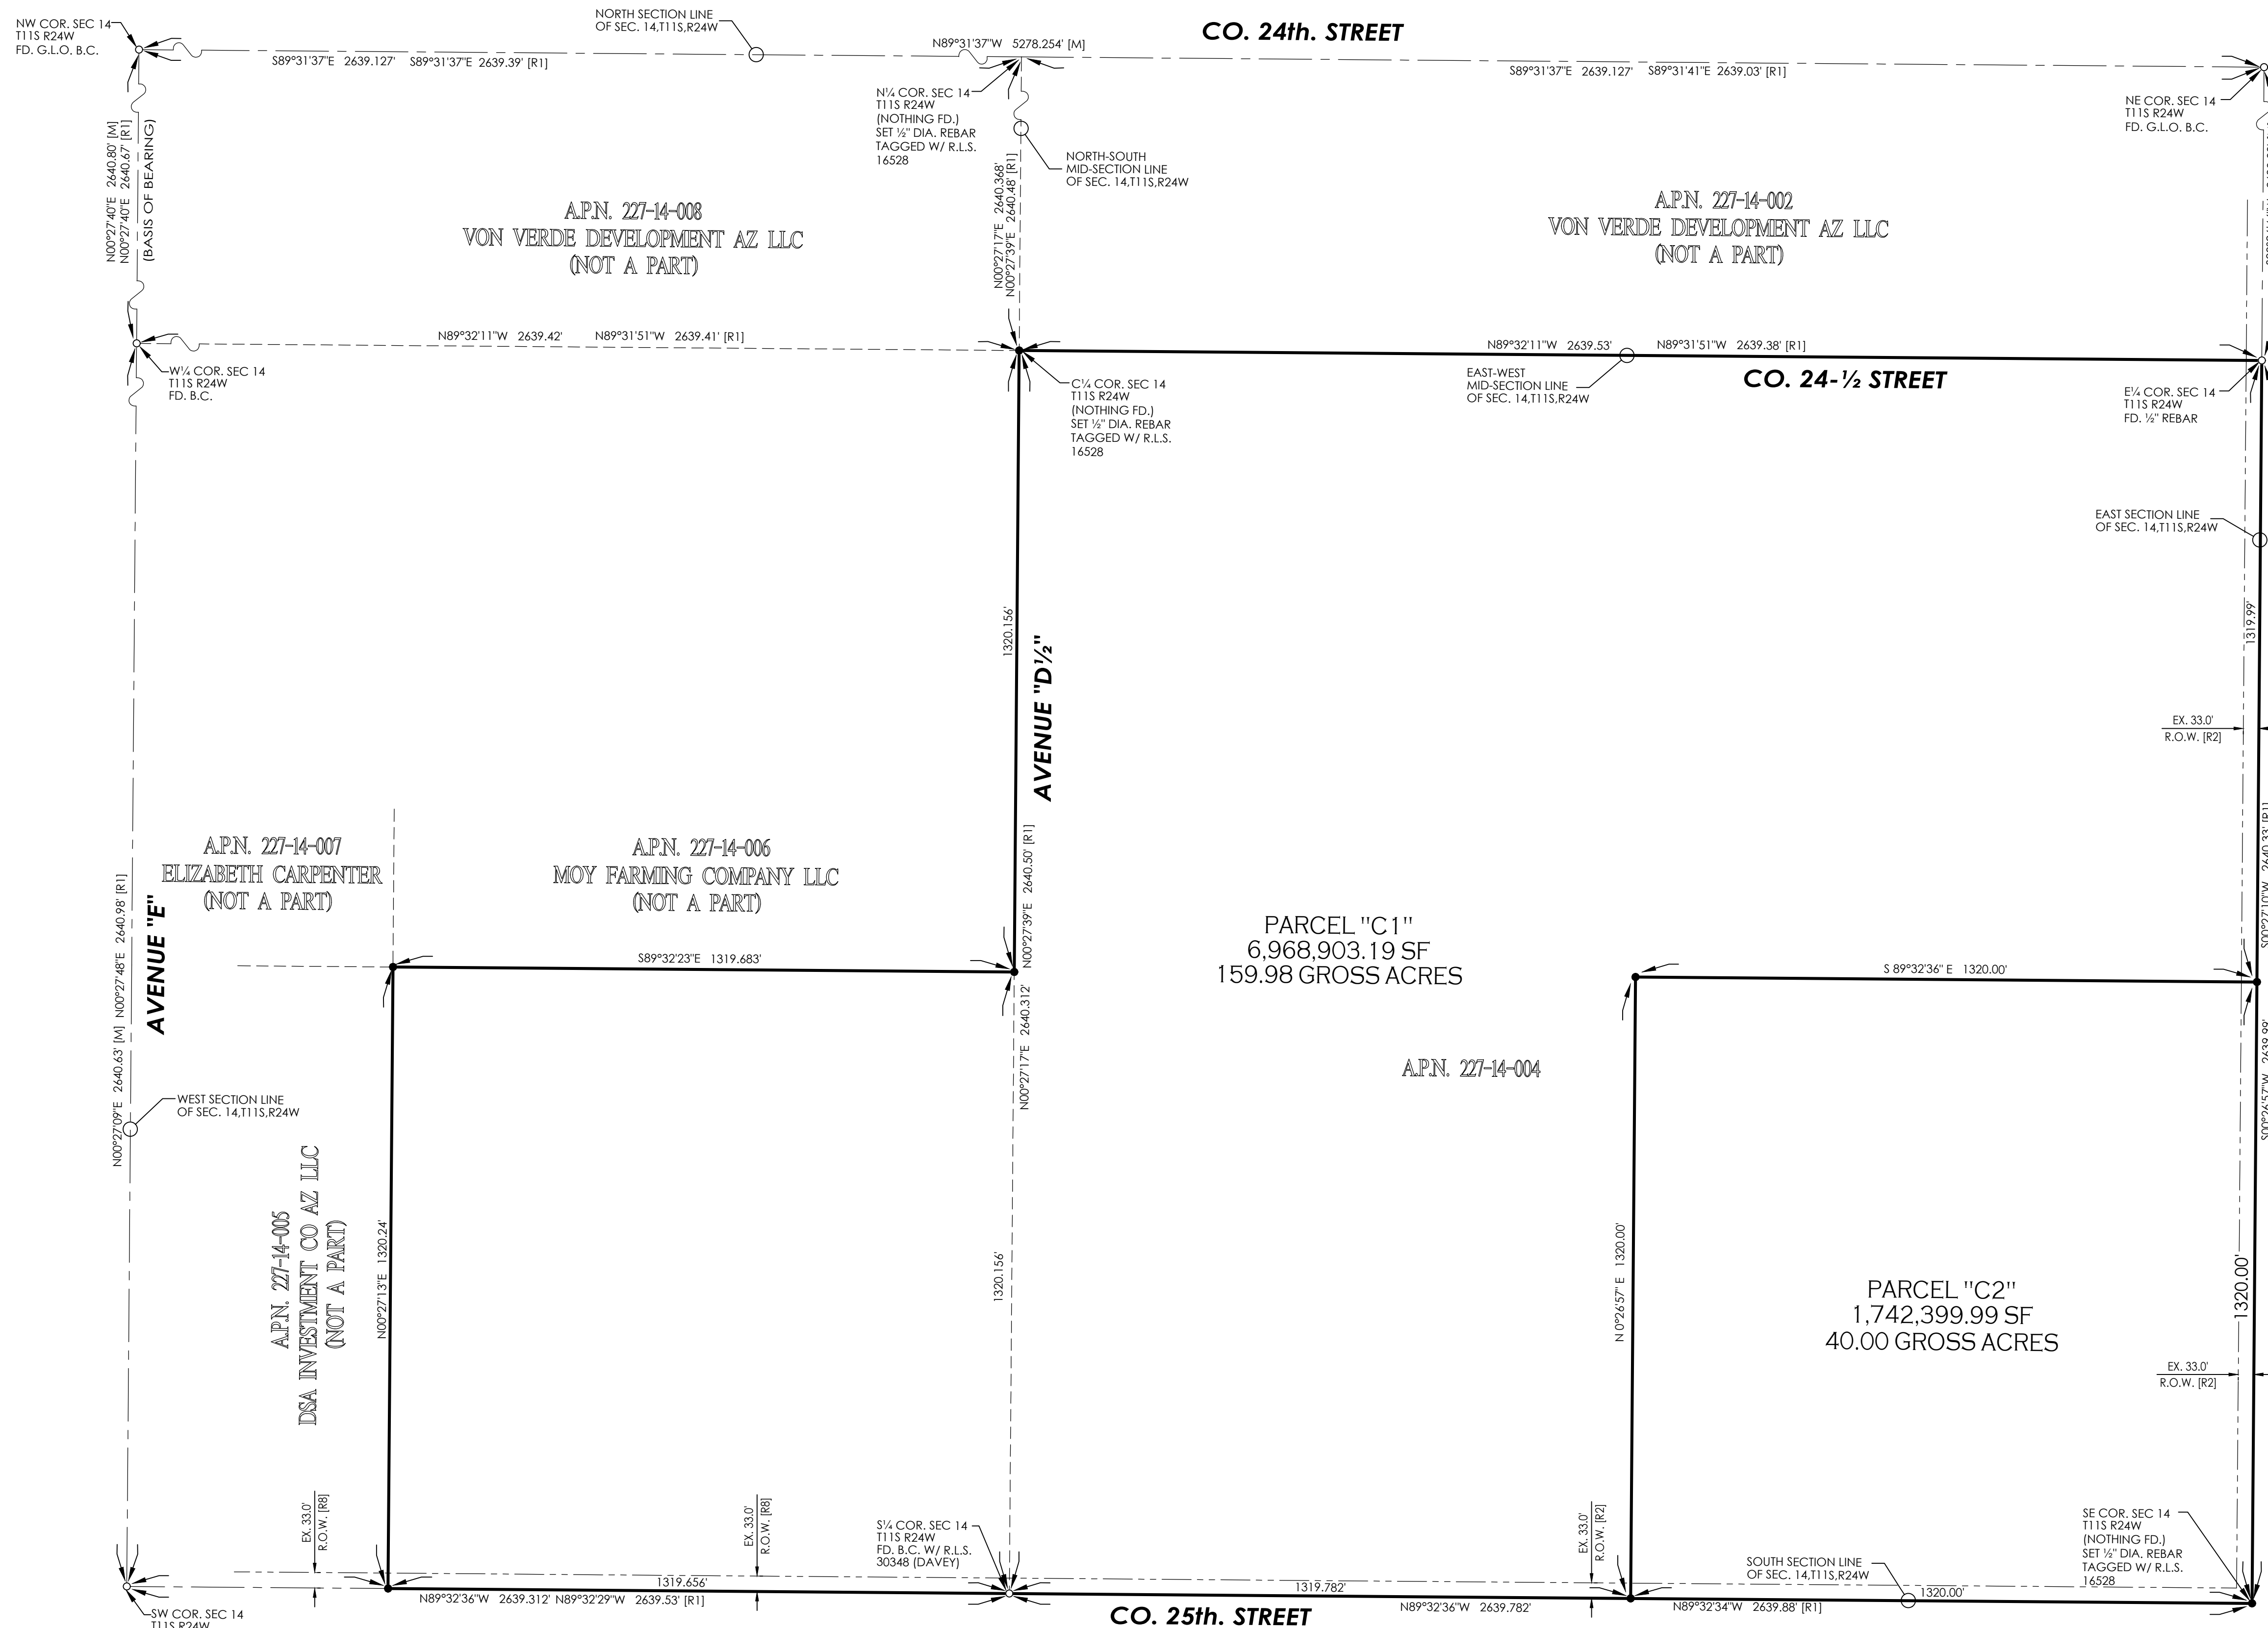 NW COR. SEC 14
T11S R24W
FD. G.L.O. B.C.
NORTH SECTION LINE
OF SEC. 14,T11S,R24W
N89°31'37"W 5278.254' [M]
CO. 24th. STREET
S89°31'37"E 2639.127' S89°31'37"E 2639.39' [R1]
S89°31'37"E 2639.127' S89°31'41"E 2639.03' [R1]
N¼ COR. SEC 14
T11S R24W
(NOTHING FD.)
SET ½" DIA. REBAR
TAGGED W/ R.L.S.
16528
NE COR. SEC 14
T11S R24W
FD. G.L.O. B.C.
N00°27'40"E 2640.80' [M]
N00°27'40"E 2640.67' [R1]
(BASIS OF BEARING)
NORTH-SOUTH
MID-SECTION LINE
OF SEC. 14,T11S,R24W
N00°27'17"E 2640.368'
N00°27'39"E 2640.48' [R1]
A.P.N. 227-14-008
VON VERDE DEVELOPMENT AZ LLC
(NOT A PART)
A.P.N. 227-14-002
VON VERDE DEVELOPMENT AZ LLC
(NOT A PART)
N89°32'11"W 2639.42' N89°31'51"W 2639.41' [R1]
N89°32'11"W 2639.53' N89°31'51"W 2639.38' [R1]
W¼ COR. SEC 14
T11S R24W
FD. B.C.
C¼ COR. SEC 14
T11S R24W
(NOTHING FD.)
SET ½" DIA. REBAR
TAGGED W/ R.L.S.
16528
EAST-WEST
MID-SECTION LINE
OF SEC. 14,T11S,R24W
CO. 24-½ STREET
E¼ COR. SEC 14
T11S R24W
FD. ½" REBAR
EAST SECTION LINE
OF SEC. 14,T11S,R24W
1320.156'
AVENUE "D½"
1319.99'
EX. 33.0'
R.O.W. [R2]
A.P.N. 227-14-007
ELIZABETH CARPENTER
(NOT A PART)
A.P.N. 227-14-006
MOY FARMING COMPANY LLC
(NOT A PART)
N00°27'39"E 2640.50' [R1]
S00°27'10"W 2640.33' [R1]
AVENUE "E"
N00°27'09"E 2640.63' [M] N00°27'48"E 2640.98' [R1]
PARCEL "C1"
6,968,903.19 SF
159.98 GROSS ACRES
S89°32'23"E 1319.683'
S 89°32'36" E 1320.00'
N00°27'17"E 2640.312'
A.P.N. 227-14-004
S00°26'57"W 2639.99'
WEST SECTION LINE
OF SEC. 14,T11S,R24W
A.P.N. 227-14-005
DSA INVESTMENT CO AZ LLC
(NOT A PART)
N00°27'13"E 1320.24'
1320.156'
N 0°26'57" E 1320.00'
PARCEL "C2"
1,742,399.99 SF
40.00 GROSS ACRES
1320.00'
EX. 33.0'
R.O.W. [R2]
EX. 33.0'
R.O.W. [R8]
EX. 33.0'
R.O.W. [R8]
S¼ COR. SEC 14
T11S R24W
FD. B.C. W/ R.L.S.
30348 (DAVEY)
EX. 33.0'
R.O.W. [R2]
SOUTH SECTION LINE
OF SEC. 14,T11S,R24W
SE COR. SEC 14
T11S R24W
(NOTHING FD.)
SET ½" DIA. REBAR
TAGGED W/ R.L.S.
16528
1319.656'
1319.782'
1320.00'
N89°32'36"W 2639.312' N89°32'29"W 2639.53' [R1]
N89°32'36"W 2639.782'
N89°32'34"W 2639.88' [R1]
SW COR. SEC 14
T11S R24W
CO. 25th. STREET